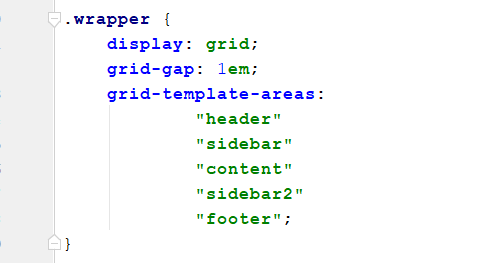 .wrapper {
    display: grid;
    grid-gap: 1em;
    grid-template-areas:
            "header"
            "sidebar"
            "content"
            "sidebar2"
            "footer";
}